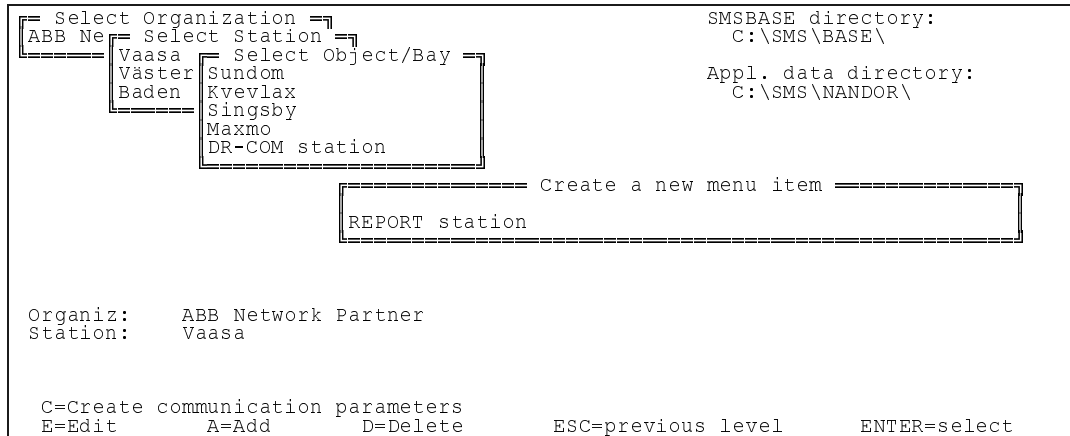 Select Organization
SMSBASE directory:
ABB Ne
Select Station
C:\SMS\BASE\
Vaasa
Select Object/Bay
Väster
Sundom
Appl. data directory:
Baden
Kvevlax
C:\SMS\NANDOR\
Singsby
Maxmo
DR-COM station
Create a new menu item
REPORT station
Organiz: ABB Network Partner
Station: Vaasa
C=Create communication parameters
E=Edit A=Add D=Delete ESC=previous level ENTER=select